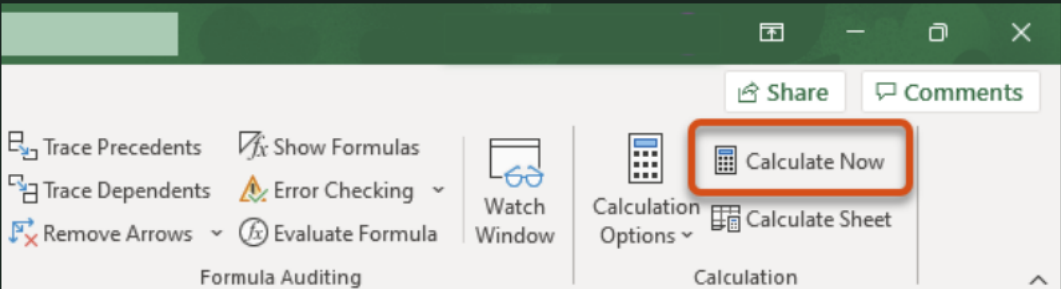 Share
Comments
Trace Precedents
Show Formulas
Trace Dependents
Error Checking
Remove Arrows
Evaluate Formula
Watch
Window
Formula Auditing
Calculation
Options
Calculate Now
Calculate Sheet
Calculation